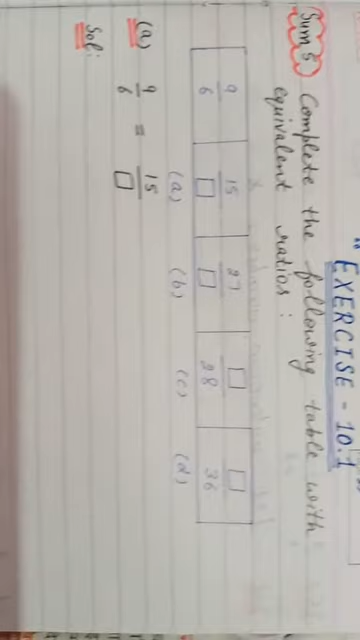 " EXERCISE - 10.1
Sum 5 Complete the following table with
equivalent ratios :
9/6 15/□ 27/□ □/28 □/36
(a) (b) (c) (d)
(a) 9/6 = 15/□
Sol: